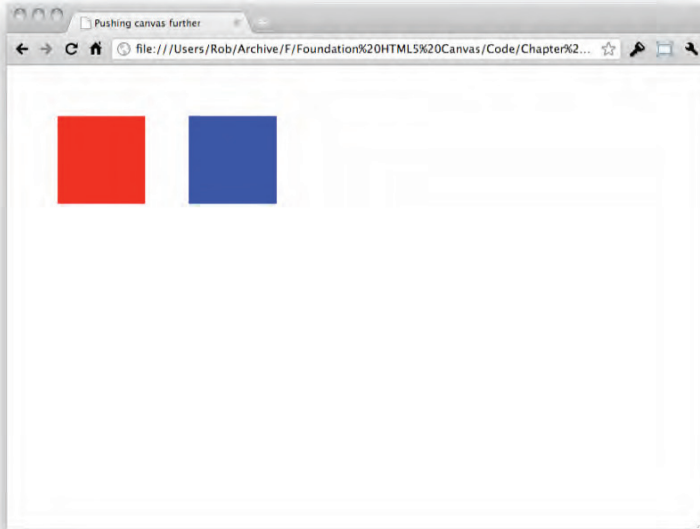 Pushing canvas further
file:///Users/Rob/Archive/F/Foundation%20HTML5%20Canvas/Code/Chapter%2...